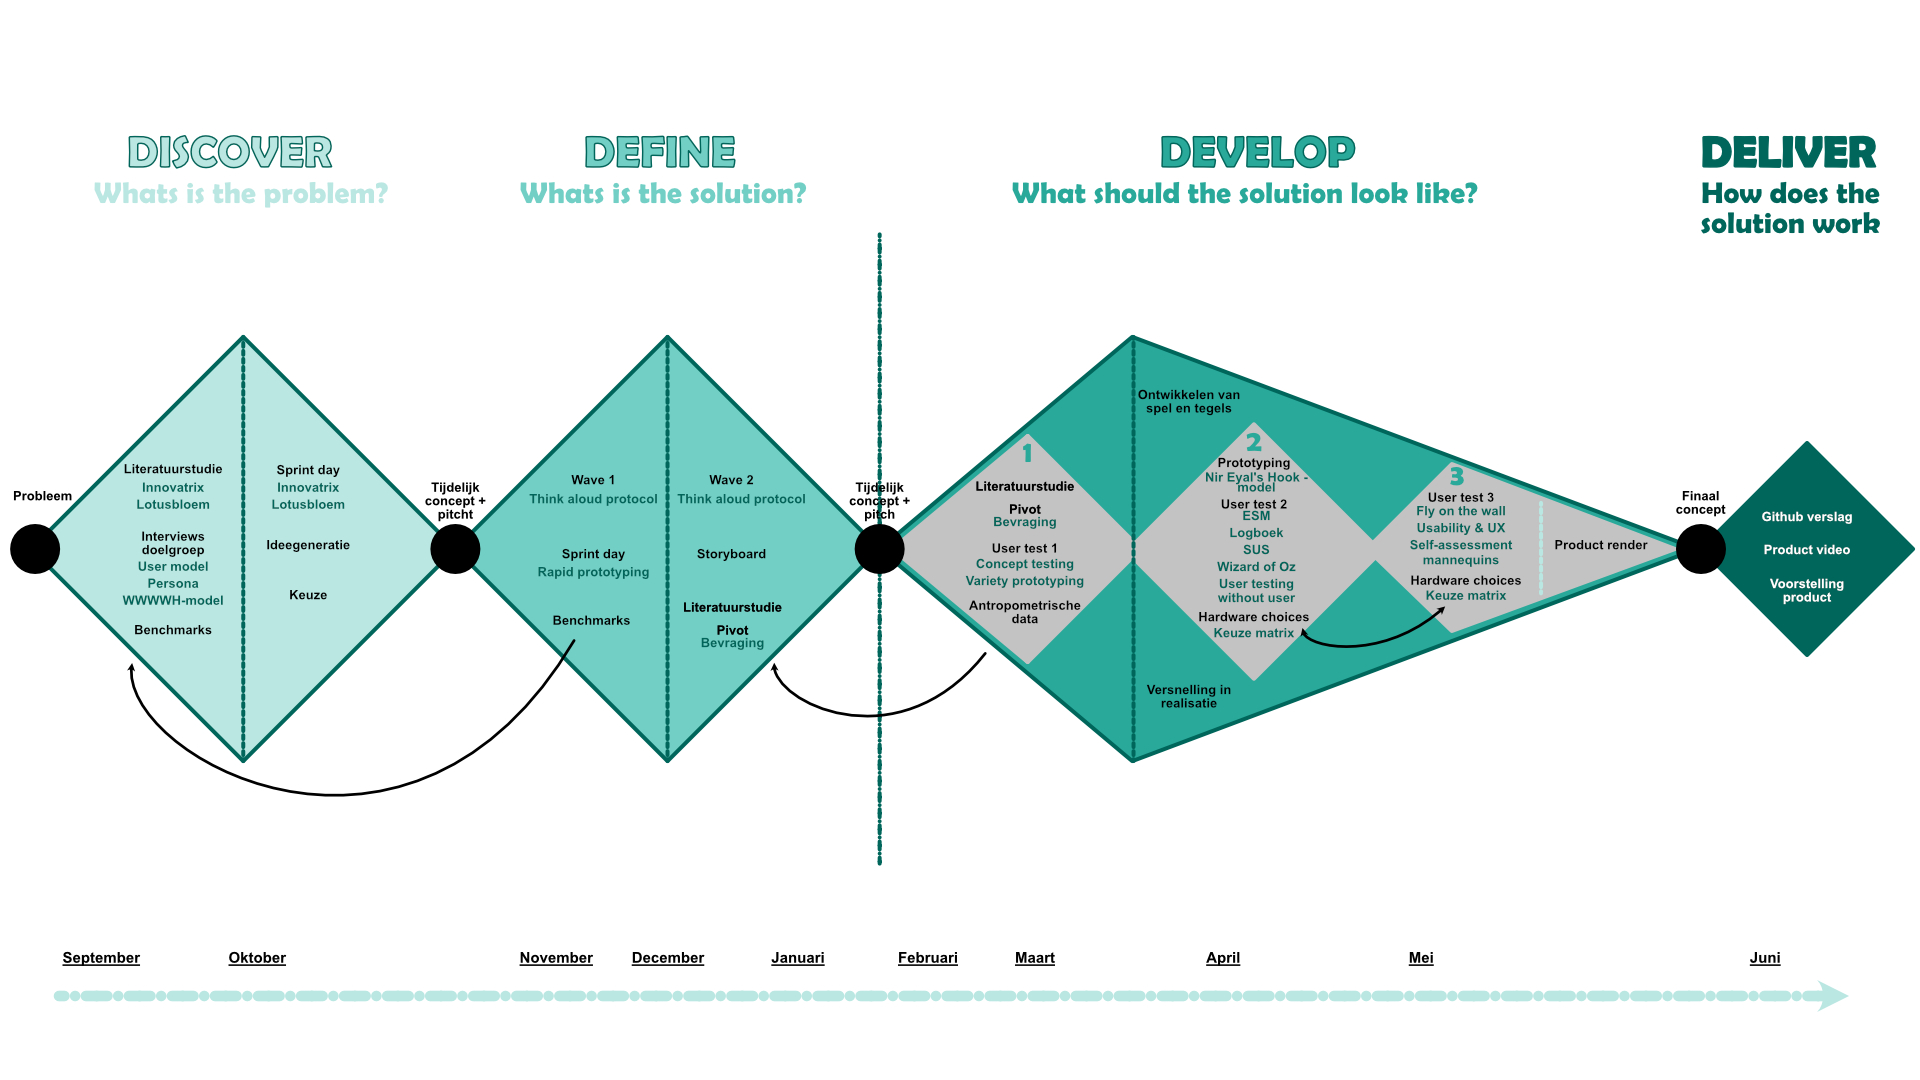 DISCOVER
Whats is the problem?
DEFINE
Whats is the solution?
DEVELOP
What should the solution look like?
DELIVER
How does the
solution work
Probleem
Literatuurstudie
Innovatrix
Lotusbloem
Interviews
doelgroep
User model
Persona
WWWWH-model
Benchmarks
Sprint day
Innovatrix
Lotusbloem
Ideegeneratie
Keuze
Tijdelijk
concept +
pitcht
Wave 1
Think aloud protocol
Sprint day
Rapid prototyping
Benchmarks
Wave 2
Think aloud protocol
Storyboard
Literatuurstudie
Pivot
Bevraging
Tijdelijk
concept +
pitch
1
Literatuurstudie
Pivot
Bevraging
User test 1
Concept testing
Variety prototyping
Antropometrische
data
Ontwikkelen van
spel en tegels
2
Prototyping
Nir Eyal's Hook -
model
User test 2
ESM
Logboek
SUS
Wizard of Oz
User testing
without user
Hardware choices
Keuze matrix
Versnelling in
realisatie
3
User test 3
Fly on the wall
Usability & UX
Self-assessment
mannequins
Hardware choices
Keuze matrix
Product render
Finaal
concept
Github verslag
Product video
Voorstelling
product
September
Oktober
November
December
Januari
Februari
Maart
April
Mei
Juni